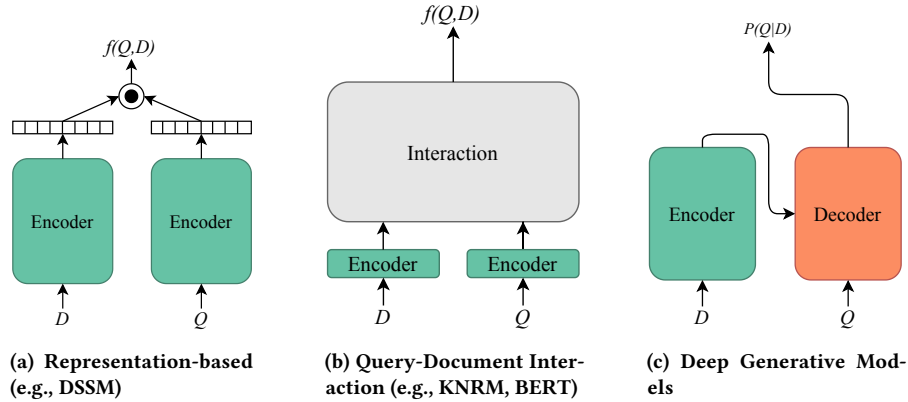 f(Q,D)
Encoder
Encoder
D
Q
(a) Representation-based
(e.g., DSSM)
f(Q,D)
Interaction
Encoder
Encoder
D
Q
(b) Query-Document Inter-
action (e.g., KNRM, BERT)
P(Q|D)
Encoder
Decoder
D
Q
(c) Deep Generative Mod-
els